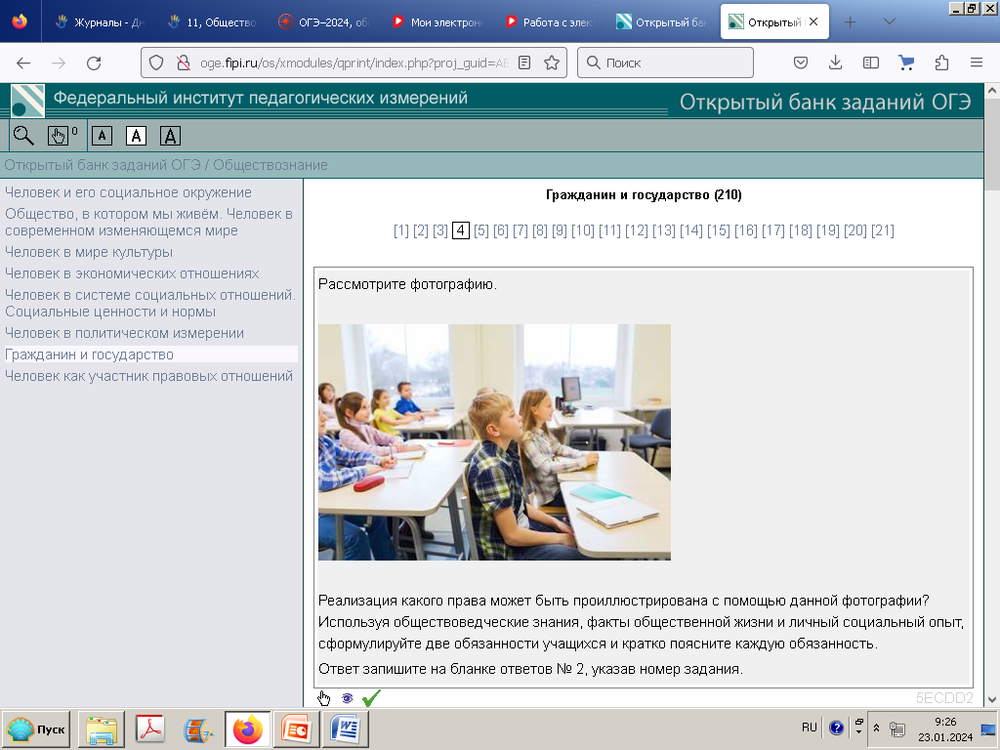 Журналы - Дн
11, Общество
ОГЭ–2024, об
Мои электрон
Работа с элек
Открытый бан
Открытый
oge.fipi.ru/os/xmodules/qprint/index.php?proj_guid=AE
Поиск
Федеральный институт педагогических измерений
Открытый банк заданий ОГЭ
0 A A A
Открытый банк заданий ОГЭ / Обществознание
Человек и его социальное окружение
Общество, в котором мы живём. Человек в
современном изменяющемся мире
Человек в мире культуры
Человек в экономических отношениях
Человек в системе социальных отношений.
Социальные ценности и нормы
Человек в политическом измерении
Гражданин и государство
Человек как участник правовых отношений
Гражданин и государство (210)
[1] [2] [3] 4 [5] [6] [7] [8] [9] [10] [11] [12] [13] [14] [15] [16] [17] [18] [19] [20] [21]
Рассмотрите фотографию.
Реализация какого права может быть проиллюстрирована с помощью данной фотографии?
Используя обществоведческие знания, факты общественной жизни и личный социальный опыт,
сформулируйте две обязанности учащихся и кратко поясните каждую обязанность.
Ответ запишите на бланке ответов № 2, указав номер задания.
5ECDD2
Пуск
RU
9:26
23.01.2024